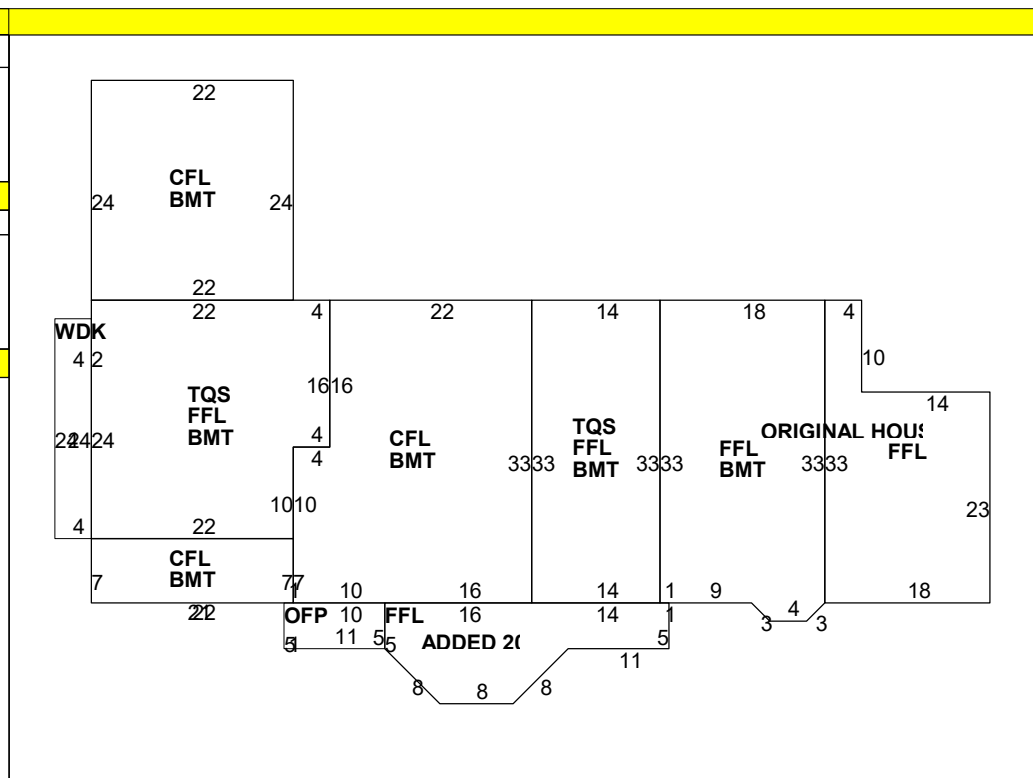 22
CFL
BMT
24 24
22
22 4 22 14 18 4
WDK
4 2
10
16 16
14
TQS
FFL
BMT
4
4
CFL
BMT
TQS
FFL
BMT
FFL
BMT
ORIGINAL HOUS
FFL
24 24 24
33 33 33 33 33 33
10 10
23
4 22
CFL
BMT
7 7 7
1 10 16 14 1 9 18
21 22
OFP 10 FFL 16 14 1
4
3 3
5 1 11 5 5 ADDED 20 5
11
8 8 8